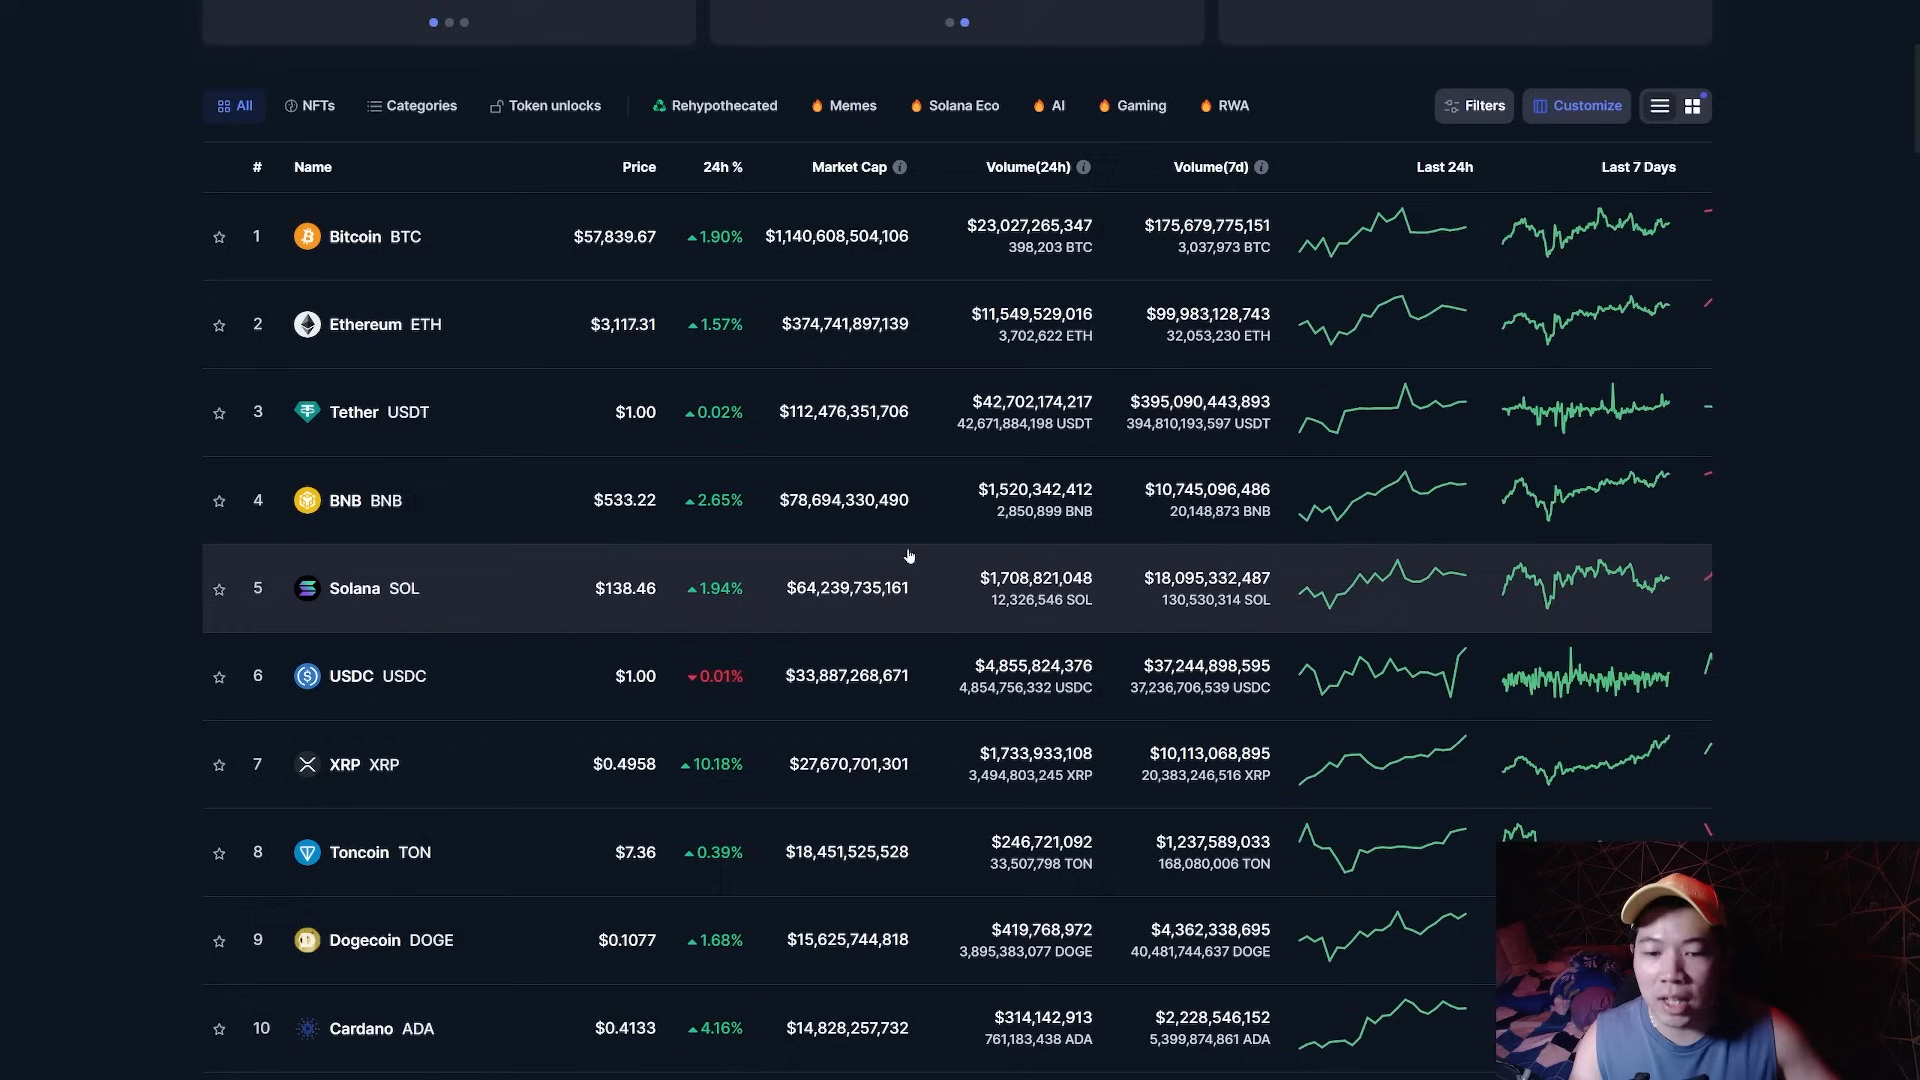 All NFTs Categories Token unlocks Rehypothecated Memes Solana Eco AI Gaming RWA Filters Customize
# Name Price 24h % Market Cap Volume(24h) Volume(7d) Last 24h Last 7 Days
1 Bitcoin BTC $57,839.67 1.90% $1,140,608,504,106 $23,027,265,347 $175,679,775,151
398,203 BTC 3,037,973 BTC
2 Ethereum ETH $3,117.31 1.57% $374,741,897,139 $11,549,529,016 $99,983,128,743
3,702,622 ETH 32,053,230 ETH
3 Tether USDT $1.00 0.02% $112,476,351,706 $42,702,174,217 $395,090,443,893
42,671,884,198 USDT 394,810,193,597 USDT
4 BNB BNB $533.22 2.65% $78,694,330,490 $1,520,342,412 $10,745,096,486
2,850,899 BNB 20,148,873 BNB
5 Solana SOL $138.46 1.94% $64,239,735,161 $1,708,821,048 $18,095,332,487
12,326,546 SOL 130,530,314 SOL
6 USDC USDC $1.00 0.01% $33,887,268,671 $4,855,824,376 $37,244,898,595
4,854,756,332 USDC 37,236,706,539 USDC
7 XRP XRP $0.4958 10.18% $27,670,701,301 $1,733,933,108 $10,113,068,895
3,494,803,245 XRP 20,383,246,516 XRP
8 Toncoin TON $7.36 0.39% $18,451,525,528 $246,721,092 $1,237,589,033
33,507,798 TON 168,080,006 TON
9 Dogecoin DOGE $0.1077 1.68% $15,625,744,818 $419,768,972 $4,362,338,695
3,895,383,077 DOGE 40,481,744,637 DOGE
10 Cardano ADA $0.4133 4.16% $14,828,257,732 $314,142,913 $2,228,546,152
761,183,438 ADA 5,399,874,861 ADA